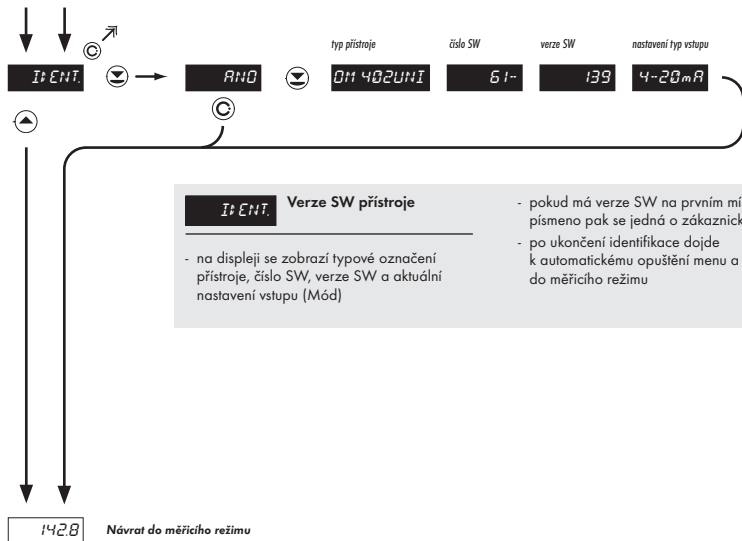 typ přístroje číslo SW verze SW nastavení typ vstupu
IDENT. ANO OM 402UNI 61- 139 4-20mA
IDENT. Verze SW přístroje
- na displeji se zobrazí typové označení
přístroje, číslo SW, verze SW a aktuální
nastavení vstupu (Mód)
- pokud má verze SW na prvním mí
písmeno pak se jedná o zákaznick
- po ukončení identifikace dojde
k automatickému opuštění menu a
do měřicího režimu
142.8 Návrat do měřicího režimu